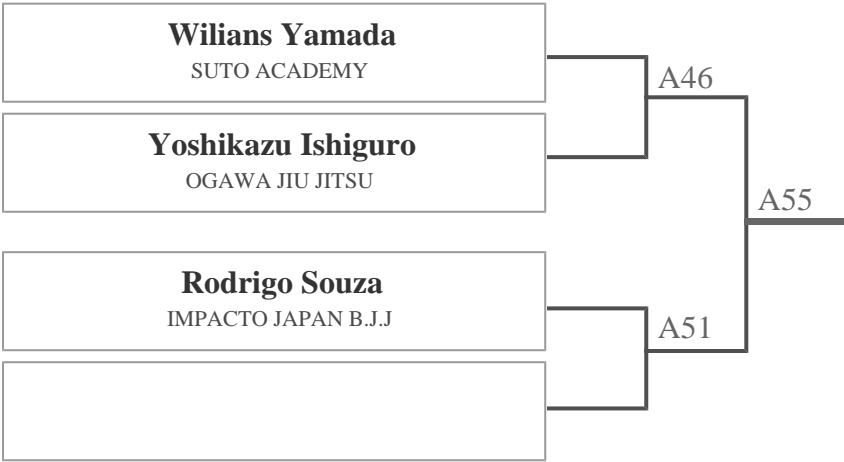 Wilians Yamada
SUTO ACADEMY
A46
Yoshikazu Ishiguro
OGAWA JIU JITSU
A55
Rodrigo Souza
IMPACTO JAPAN B.J.J
A51